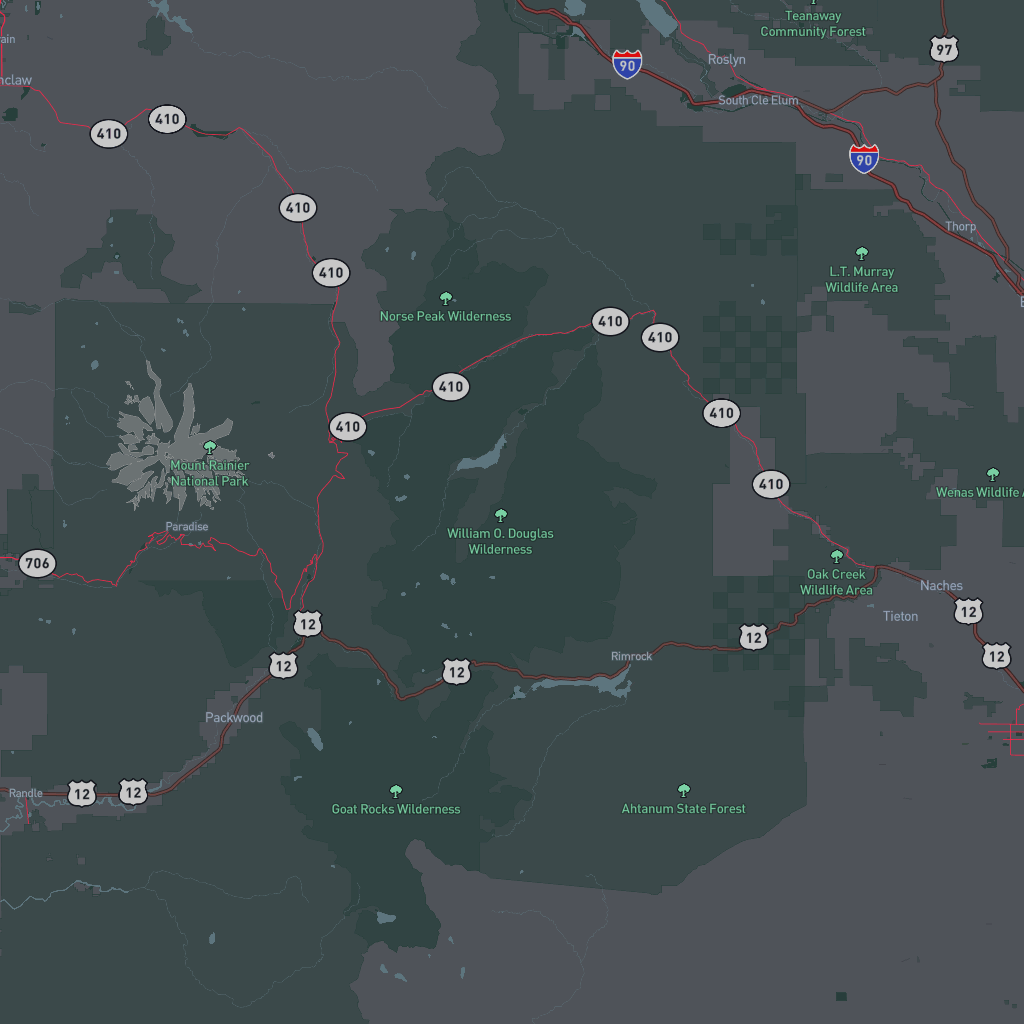 Teanaway
Community Forest
97
Roslyn
90
South Cle Elum
410
410
90
410
Thorp
410
L.T. Murray
Wildlife Area
Norse Peak Wilderness
410
410
410
410
410
Mount Rainier
National Park
410
Wenas Wildlife
William O. Douglas
Wilderness
Paradise
706
Oak Creek
Wildlife Area
Naches
12
Tieton
12
12
12
12
Rimrock
12
Packwood
Randle
12
12
Goat Rocks Wilderness
Ahtanum State Forest